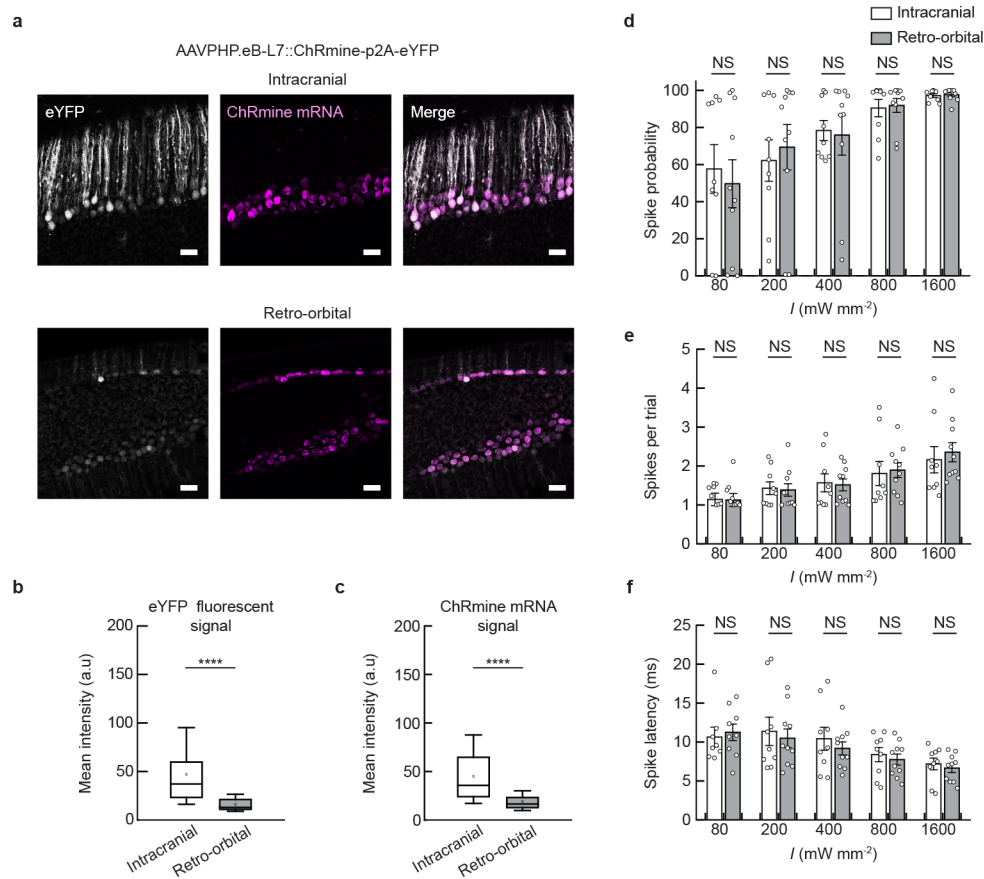 a
AAVPHP.eB-L7::ChRmine-p2A-eYFP
Intracranial
eYFP
ChRmine mRNA
Merge
Retro-orbital
b
eYFP fluorescent
signal
Mean intensity (a.u)
200
150
100
50
0
****
Intracranial
Retro-orbital
c
ChRmine mRNA
signal
Mean intensity (a.u)
200
150
100
50
0
****
Intracranial
Retro-orbital
Intracranial
Retro-orbital
d
NS NS NS NS NS
Spike probability
100
80
60
40
20
0
80 200 400 800 1600
I (mW mm-2)
e
NS NS NS NS NS
Spikes per trial
5
4
3
2
1
0
80 200 400 800 1600
I (mW mm-2)
f
NS NS NS NS NS
Spike latency (ms)
25
20
15
10
5
0
80 200 400 800 1600
I (mW mm-2)